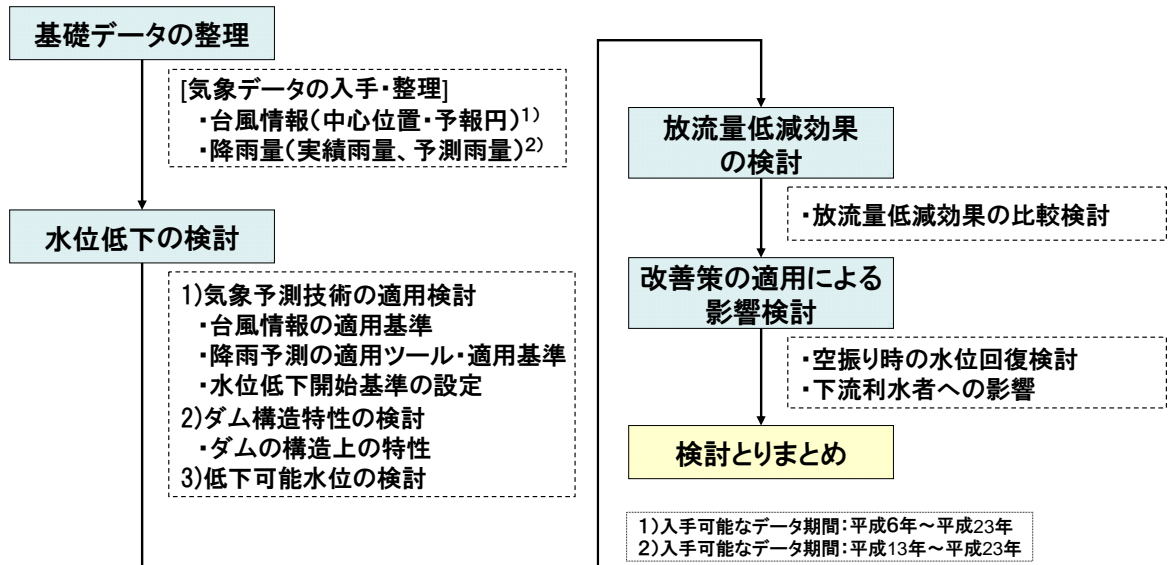 基礎データの整理
[気象データの入手・整理]
・台風情報(中心位置・予報円)1)
・降雨量(実績雨量、予測雨量)2)
水位低下の検討
1)気象予測技術の適用検討
・台風情報の適用基準
・降雨予測の適用ツール・適用基準
・水位低下開始基準の設定
2)ダム構造特性の検討
・ダムの構造上の特性
3)低下可能水位の検討
放流量低減効果
の検討
・放流量低減効果の比較検討
改善策の適用による
影響検討
・空振り時の水位回復検討
・下流利水者への影響
検討とりまとめ
1)入手可能なデータ期間:平成6年～平成23年
2)入手可能なデータ期間:平成13年～平成23年